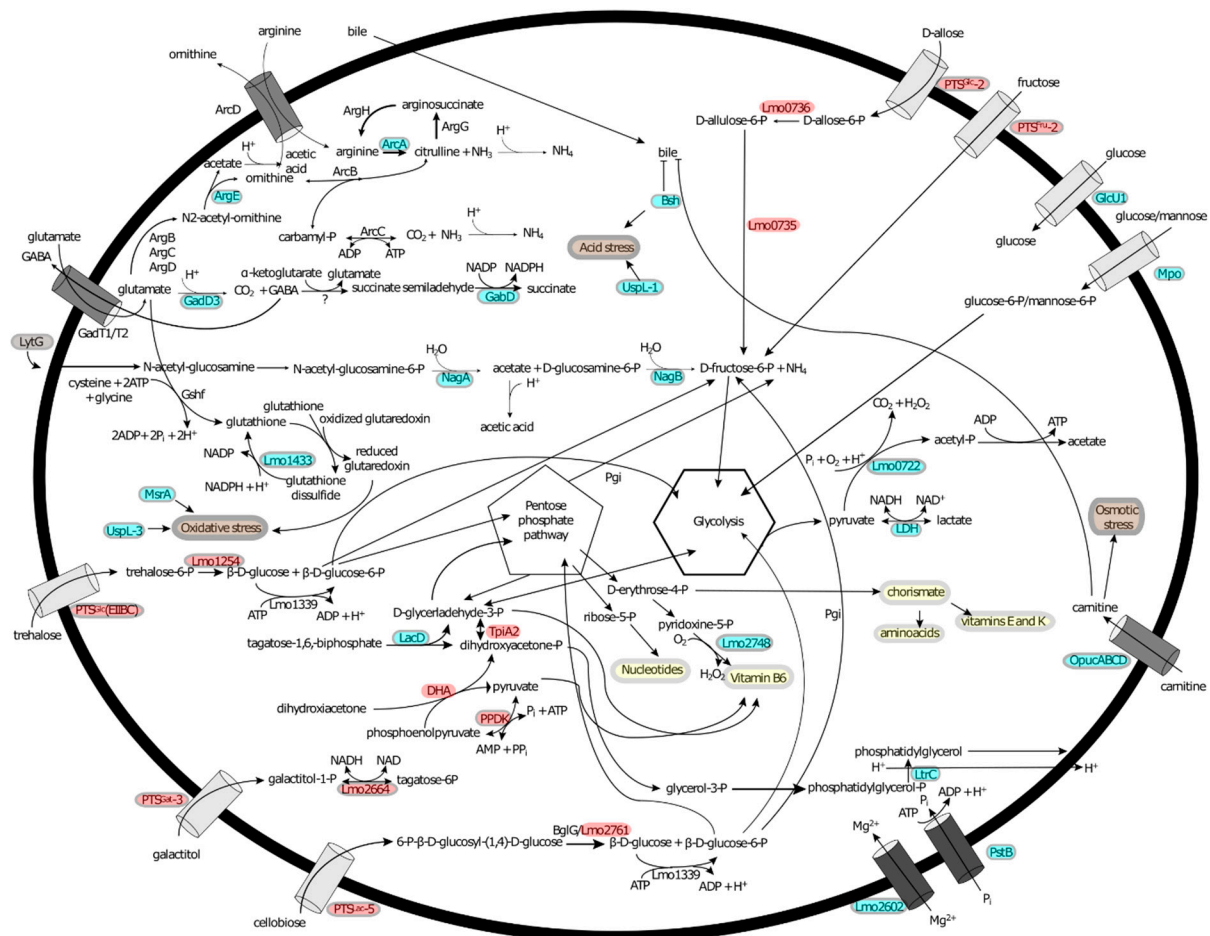 arginine
bile
D-allose
ornithine
PTSGlc-2
fructose
ArcD
ArgH
arginosuccinate
Lmo0736
D-allulose-6-P
D-allose-6-P
PTSFru-2
ArgG
H+
acetate
acetic
acid
arginine
ArcA
citrulline + NH3
H+
NH4
bile
glucose
ornithine
ArcB
ArgE
GlcU1
Bsh
N2-acetyl-ornithine
glucose/mannose
glutamate
GABA
ArgB
ArgC
ArgD
carbamyl-P
ArcC
ADP
ATP
CO2 + NH3
H+
NH4
Lmo0735
Acid stress
glucose
Mpo
glutamate
H+
GadD3
CO2 +GABA
α-ketoglutarate
glutamate
?
succinate semiladehyde
NADP
NADPH
GabD
succinate
UspL-1
glucose-6-P/mannose-6-P
GadT1/T2
LytG
N-acetyl-glucosamine
N-acetyl-glucosamine-6-P
H2O
NagA
acetate + D-glucosamine-6-P
H2O
NagB
D-fructose-6-P + NH4
cysteine +2ATP
+glycine
Gshf
H+
acetic acid
glutathione
glutathione
oxidized glutaredoxin
2ADP+2Pi +2H+
CO2 +H2O2
ADP
ATP
acetyl-P
acetate
NADP
Lmo1433
reduced
glutaredoxin
Pi + O2 + H+
Lmo0722
NADPH + H+
glutathione
dissulfide
Pgi
MsrA
UspL-3
Oxidative stress
Pentose
phosphate
pathway
Glycolysis
NADH
NAD+
pyruvate
LDH
lactate
Osmotic
stress
Lmo1254
trehalose-6-P
β-D-glucose + β-D-glucose-6-P
ATP
Lmo1339
ADP + H+
PTSGlc(EIIBC)
trehalose
D-erythrose-4-P
chorismate
aminoacids
vitamins E and K
carnitine
D-glycerladehyde-3-P
ribose-5-P
Pgi
pyridoxine-5-P
O2
Lmo2748
H2O2
Vitamin B6
Nucleotides
tagatose-1,6,-biphosphate
LacD
TpiA2
dihydroxyacetone-P
OpucABCD
carnitine
DHA
pyruvate
dihydroxiacetone
phosphoenolpyruvate
PPDK
Pi + ATP
AMP + PPi
NADH
NAD
galactitol-1-P
Lmo2664
tagatose-6P
PTSGat-3
galactitol
phosphatidylglycerol
H+
LtrC
H+
glycerol-3-P
phosphatidylglycerol-P
Pi
ATP
ADP + H+
6-P-β-D-glucosyl-(1,4)-D-glucose
BglG/Lmo2761
β-D-glucose + β-D-glucose-6-P
ATP
Lmo1339
ADP + H+
Mg2+
PstB
Pi
PTSLac-5
cellobiose
Lmo2602
Mg2+